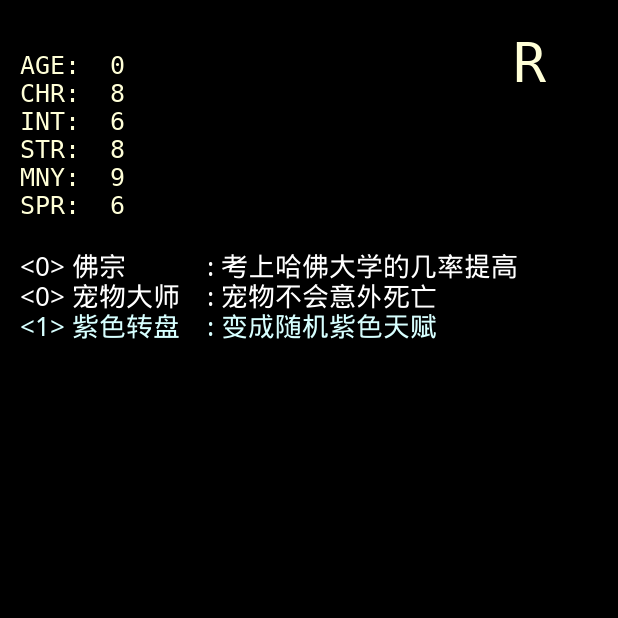 R
AGE: 0
CHR: 8
INT: 6
STR: 8
MNY: 9
SPR: 6
<0> 佛宗 : 考上哈佛大学的几率提高
<0> 宠物大师 : 宠物不会意外死亡
<1> 紫色转盘 : 变成随机紫色天赋